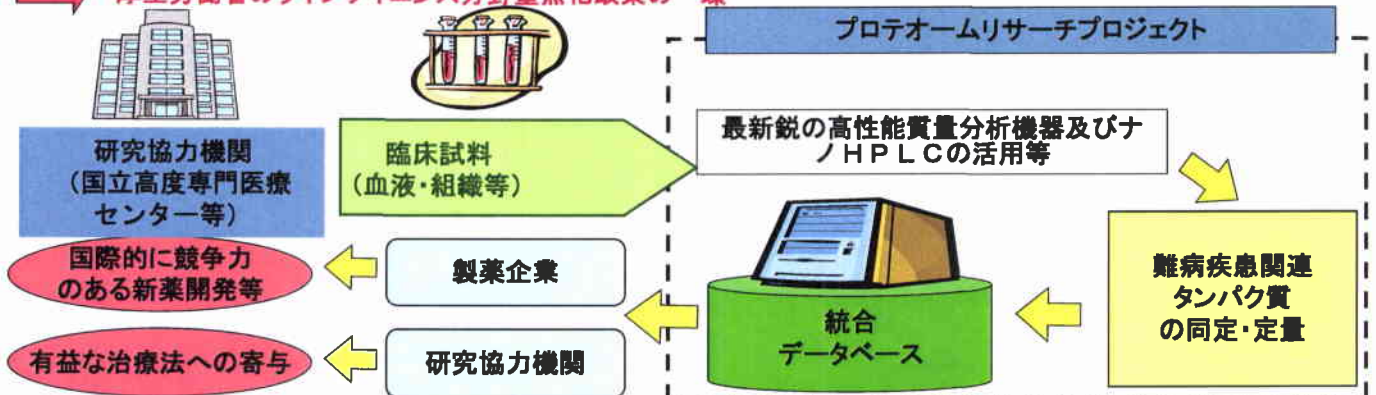 プロテオームリサーチプロジェクト
研究協力機関
（国立高度専門医療
センター等）
臨床試料
（血液・組織等）
最新鋭の高性能質量分析機器及びナ
ノＨＰＬＣの活用等
難病疾患関連
タンパク質
の同定・定量
統合
データベース
製薬企業
研究協力機関
国際的に競争力
のある新薬開発等
有益な治療法への寄与